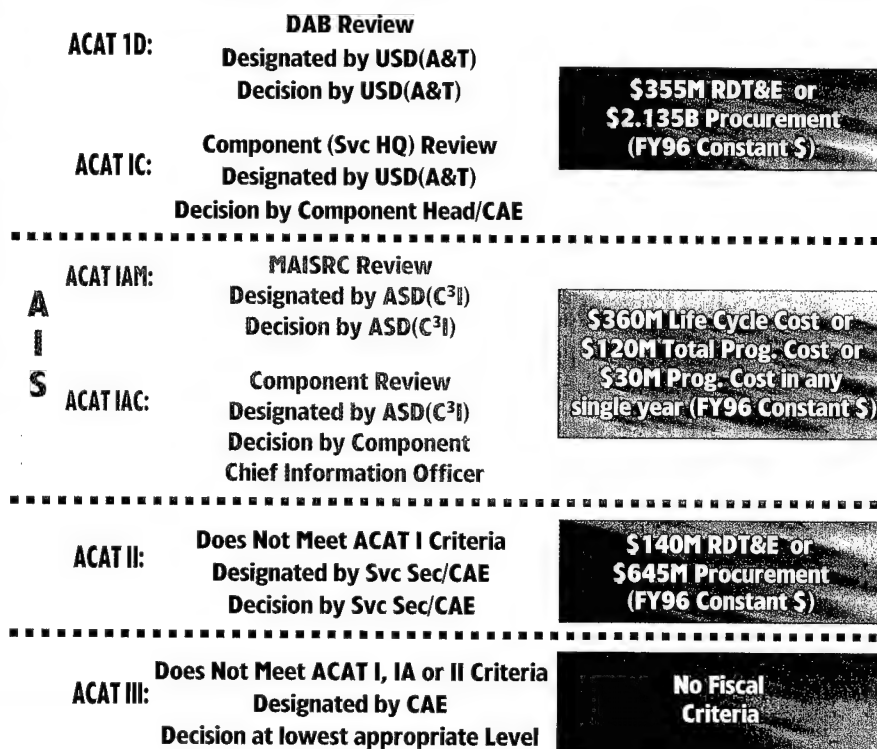 ACAT 1D:
DAB Review
Designated by USD(A&T)
Decision by USD(A&T)
ACAT IC:
Component (Svc HQ) Review
Designated by USD(A&T)
Decision by Component Head/CAE
$355M RDT&E or
$2.135B Procurement
(FY96 Constant $)
AIS
ACAT IAM:
MAISRC Review
Designated by ASD(C³I)
Decision by ASD(C³I)
ACAT IAC:
Component Review
Designated by ASD(C³I)
Decision by Component
Chief Information Officer
$360M Life Cycle Cost or
$120M Total Prog. Cost or
$30M Prog. Cost in any
single year (FY96 Constant $)
ACAT II:
Does Not Meet ACAT I Criteria
Designated by Svc Sec/CAE
Decision by Svc Sec/CAE
$140M RDT&E or
$645M Procurement
(FY96 Constant $)
ACAT III:
Does Not Meet ACAT I, IA or II Criteria
Designated by CAE
Decision at lowest appropriate Level
No Fiscal
Criteria